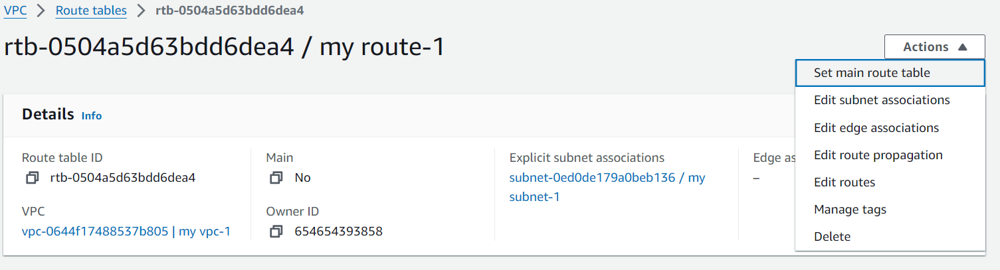 VPC > Route tables > rtb-0504a5d63bdd6dea4
rtb-0504a5d63bdd6dea4 / my route-1
Actions ▲
Set main route table
Edit subnet associations
Edit edge associations
Edit route propagation
Edit routes
Manage tags
Delete
Details Info
Route table ID
rtb-0504a5d63bdd6dea4
Main
No
Explicit subnet associations
subnet-0ed0de179a0beb136 / my
subnet-1
Edge as
–
VPC
vpc-0644f17488537b805 | my vpc-1
Owner ID
654654393858